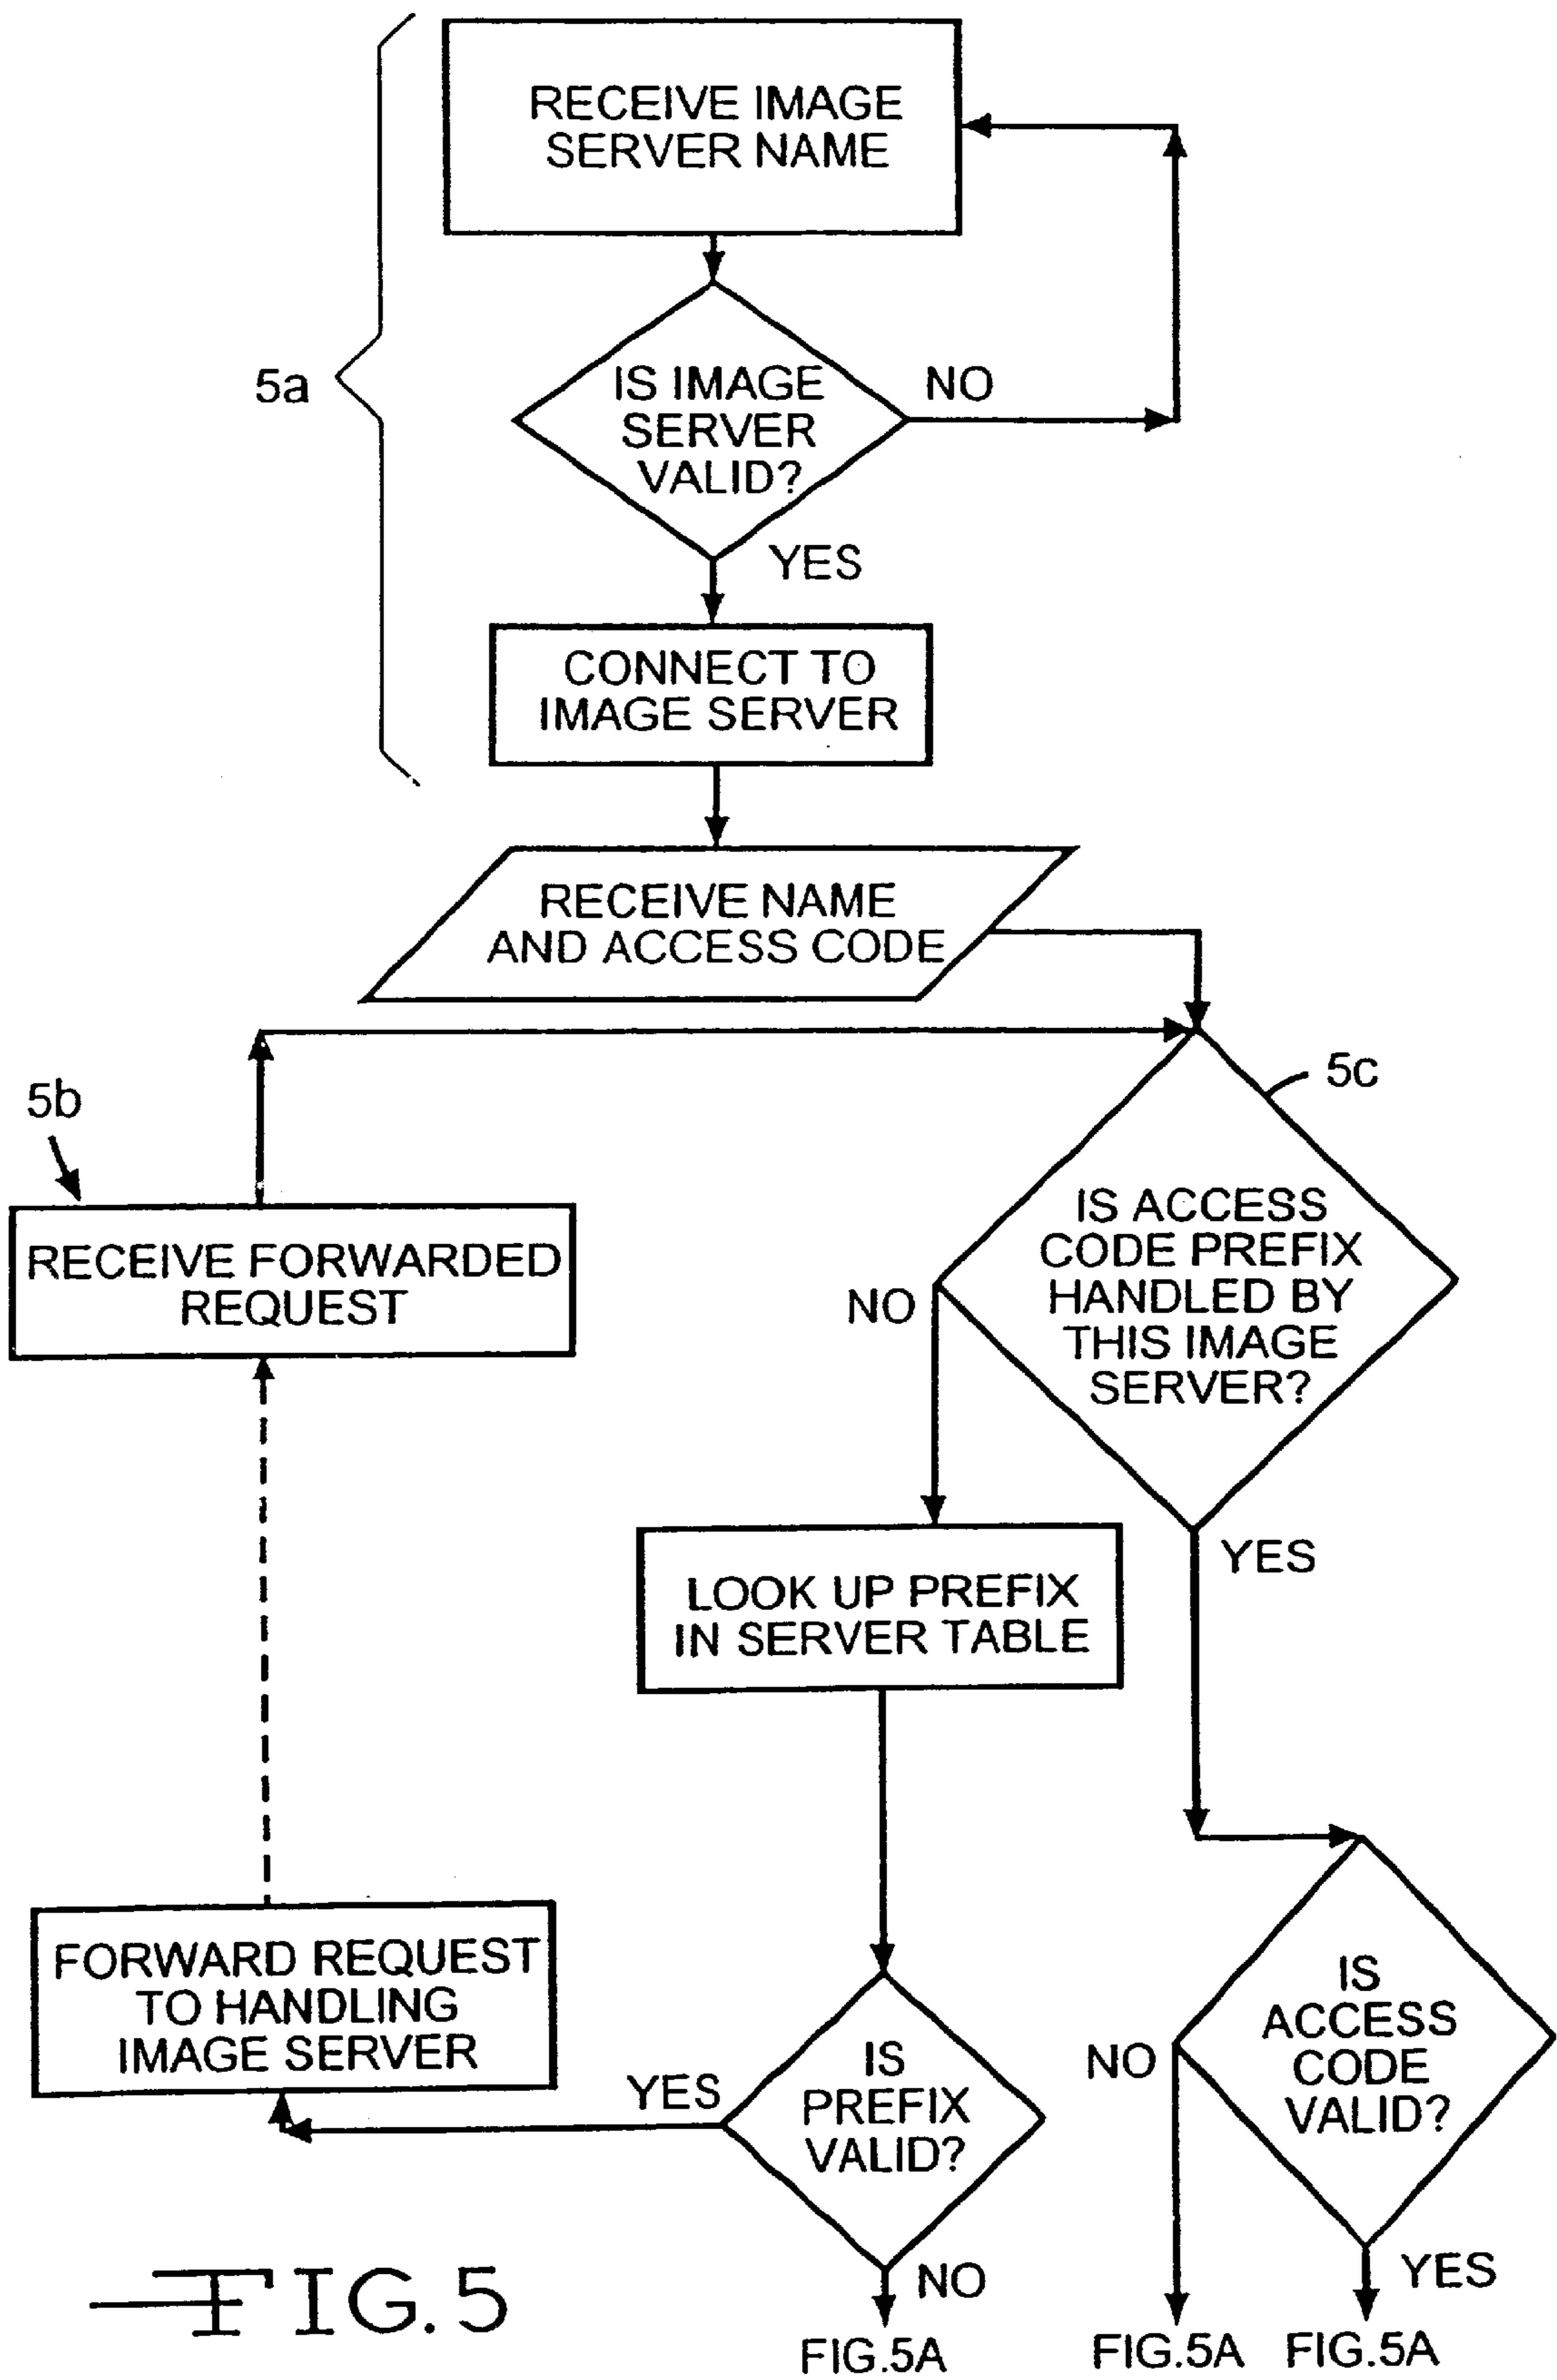 RECEIVE IMAGE
SERVER NAME
5a
IS IMAGE
SERVER
VALID?
NO
YES
CONNECT TO
IMAGE SERVER
RECEIVE NAME
AND ACCESS CODE
5b
5c
RECEIVE FORWARDED
REQUEST
IS ACCESS
CODE PREFIX
HANDLED BY
THIS IMAGE
SERVER?
NO
YES
LOOK UP PREFIX
IN SERVER TABLE
FORWARD REQUEST
TO HANDLING
IMAGE SERVER
YES
IS
PREFIX
VALID?
NO
IS
ACCESS
CODE
VALID?
NO
YES
FIG.5A
FIG.5A
FIG.5A
FIG.5